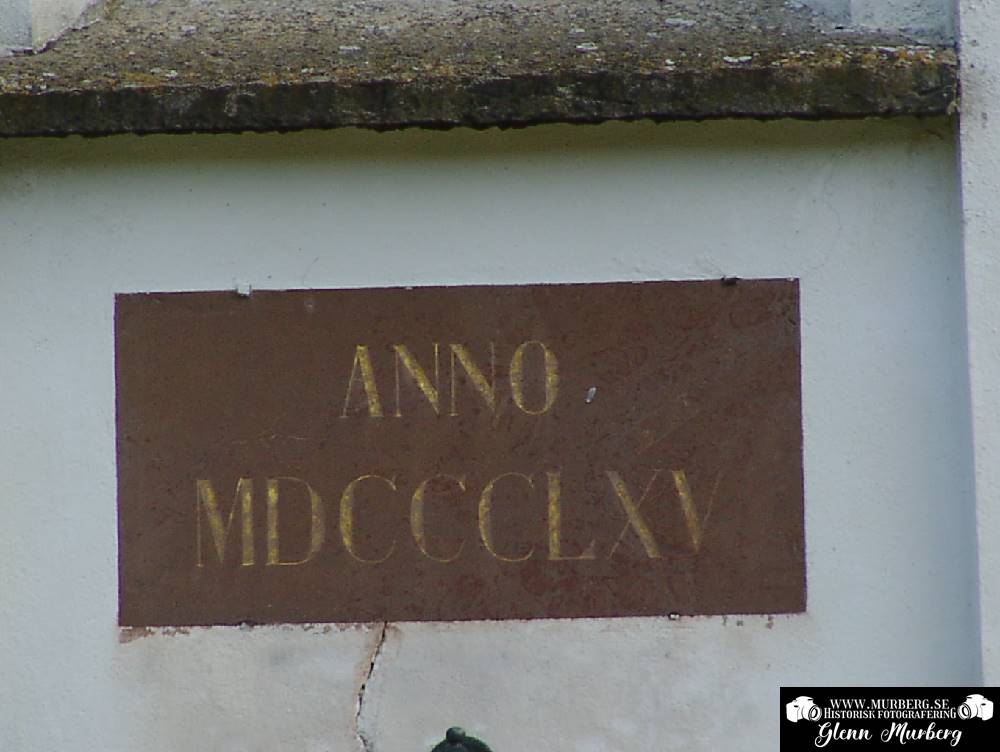 ANNO
MDCCCLXV
WWW.MURBERG.SE
HISTORISK FOTOGRAFERING
Glenn Murberg